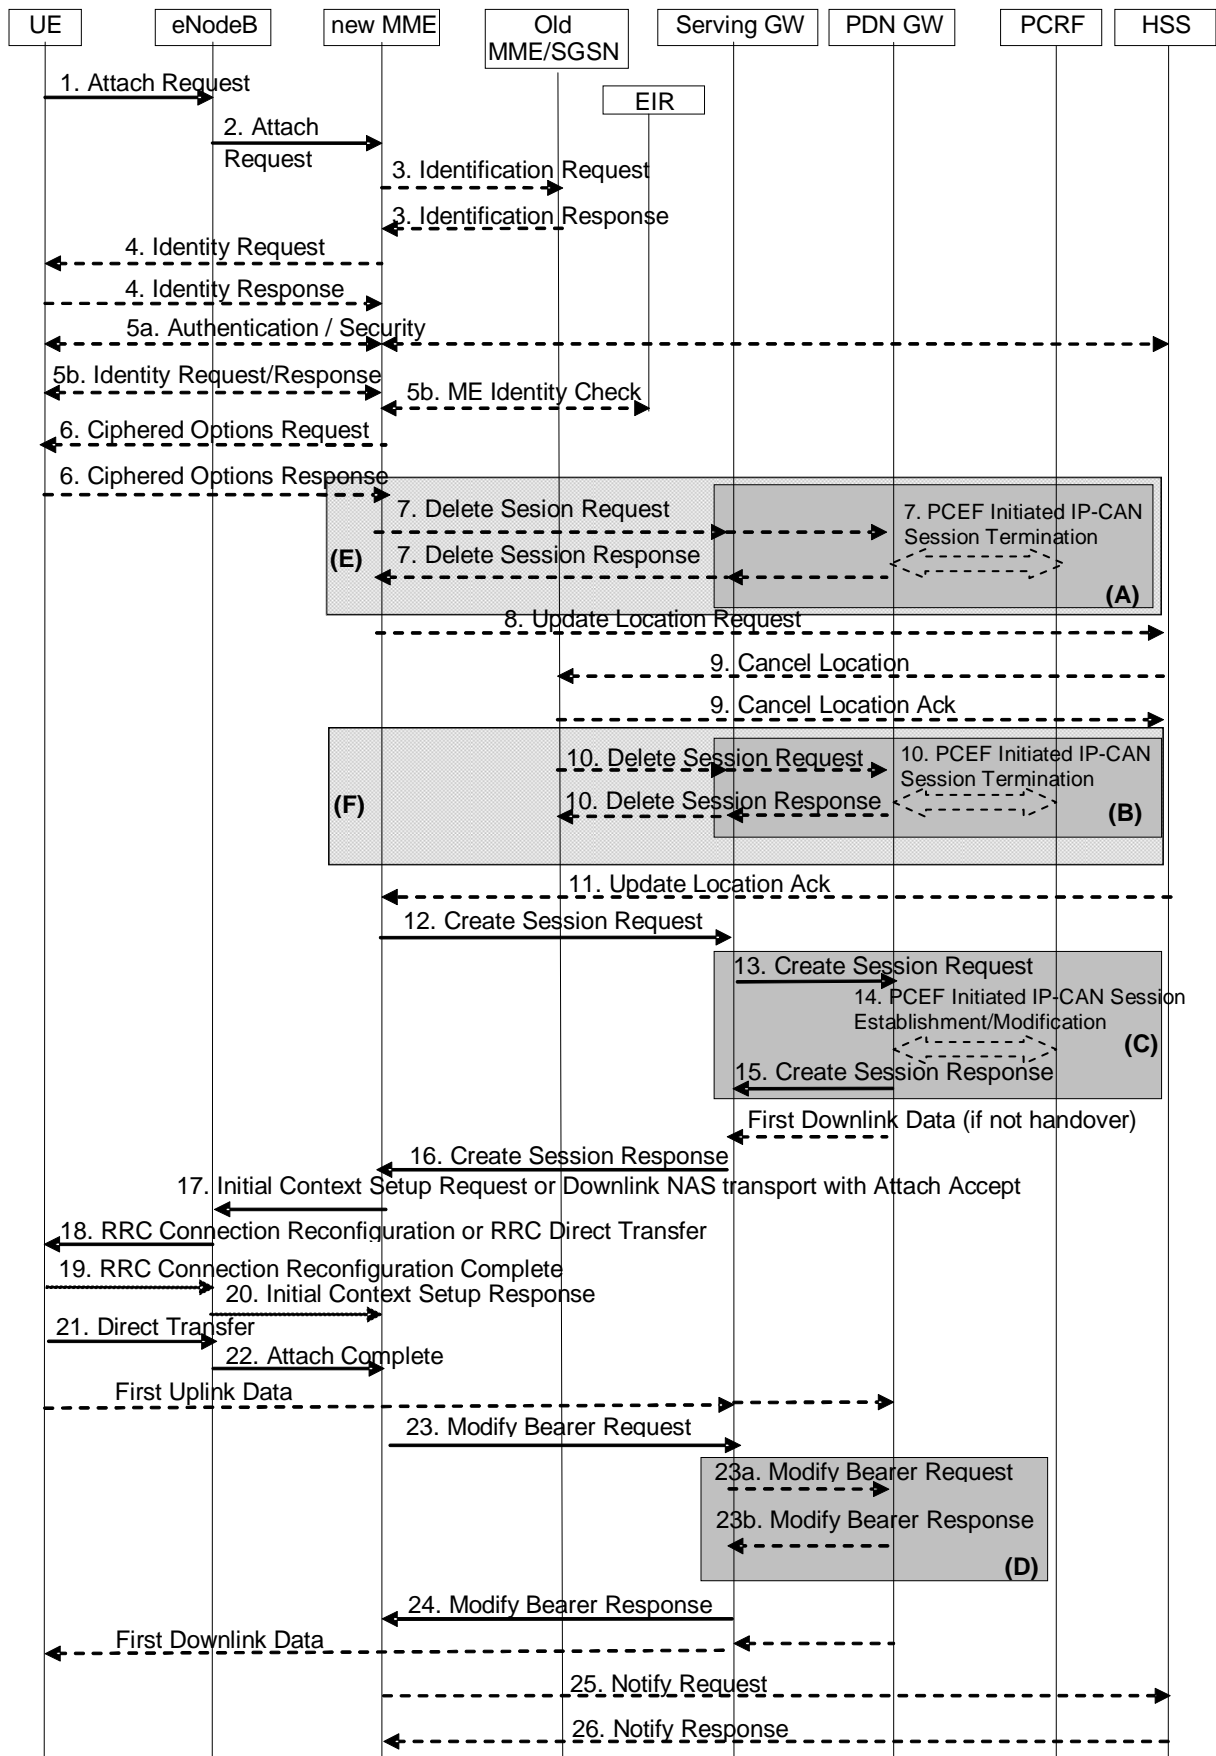 UE
eNodeB
new MME
Old
MME/SGSN
Serving GW
PDN GW
PCRF
HSS
EIR
1. Attach Request
2. Attach
Request
3. Identification Request
3. Identification Response
4. Identity Request
4. Identity Response
5a. Authentication / Security
5b. Identity Request/Response
5b. ME Identity Check
6. Ciphered Options Request
6. Ciphered Options Response
7. Delete Sesion Request
7. PCEF Initiated IP-CAN
Session Termination
(E)
7. Delete Session Response
(A)
8. Update Location Request
9. Cancel Location
9. Cancel Location Ack
10. Delete Session Request
10. PCEF Initiated IP-CAN
Session Termination
(F)
10. Delete Session Response
(B)
11. Update Location Ack
12. Create Session Request
13. Create Session Request
14. PCEF Initiated IP-CAN Session
Establishment/Modification
(C)
15. Create Session Response
First Downlink Data (if not handover)
16. Create Session Response
17. Initial Context Setup Request or Downlink NAS transport with Attach Accept
18. RRC Connection Reconfiguration or RRC Direct Transfer
19. RRC Connection Reconfiguration Complete
20. Initial Context Setup Response
21. Direct Transfer
22. Attach Complete
First Uplink Data
23. Modify Bearer Request
23a. Modify Bearer Request
23b. Modify Bearer Response
(D)
24. Modify Bearer Response
First Downlink Data
25. Notify Request
26. Notify Response